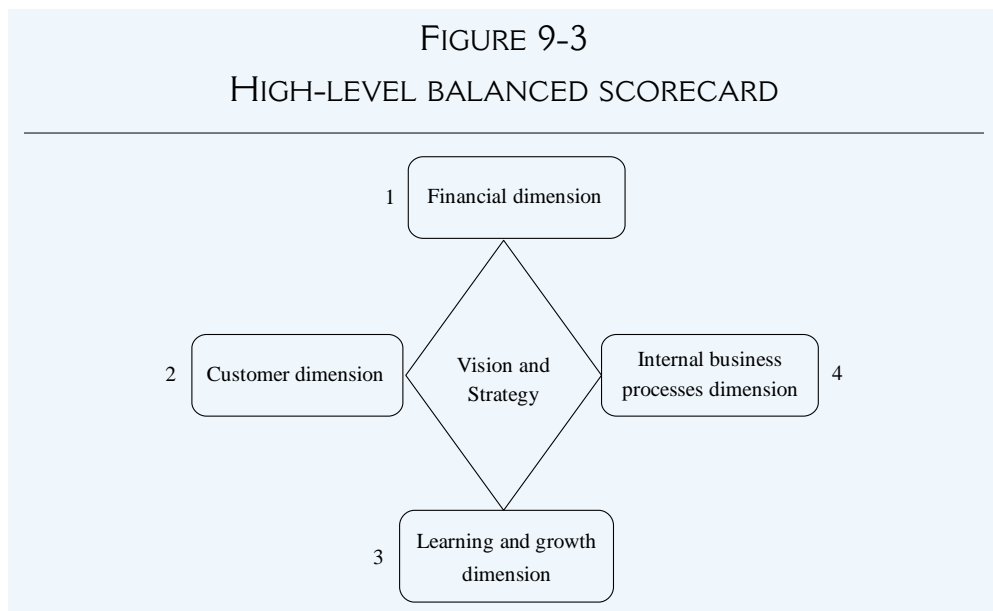 FIGURE 9-3
HIGH-LEVEL BALANCED SCORECARD
1
Financial dimension
2
Customer dimension
Vision and
Strategy
Internal business
processes dimension
4
3
Learning and growth
dimension